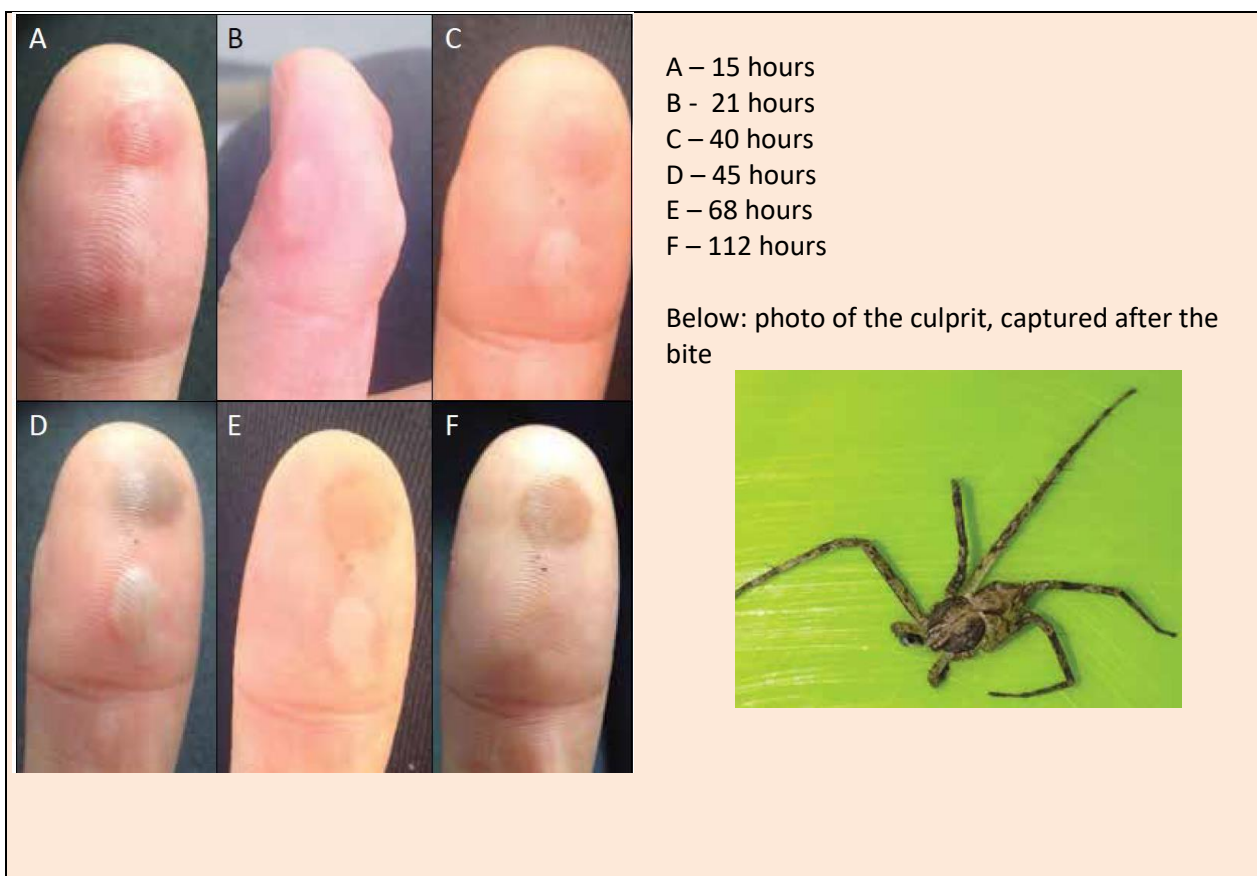 A
B
C
D
E
F
A – 15 hours
B - 21 hours
C – 40 hours
D – 45 hours
E – 68 hours
F – 112 hours
Below: photo of the culprit, captured after the
bite